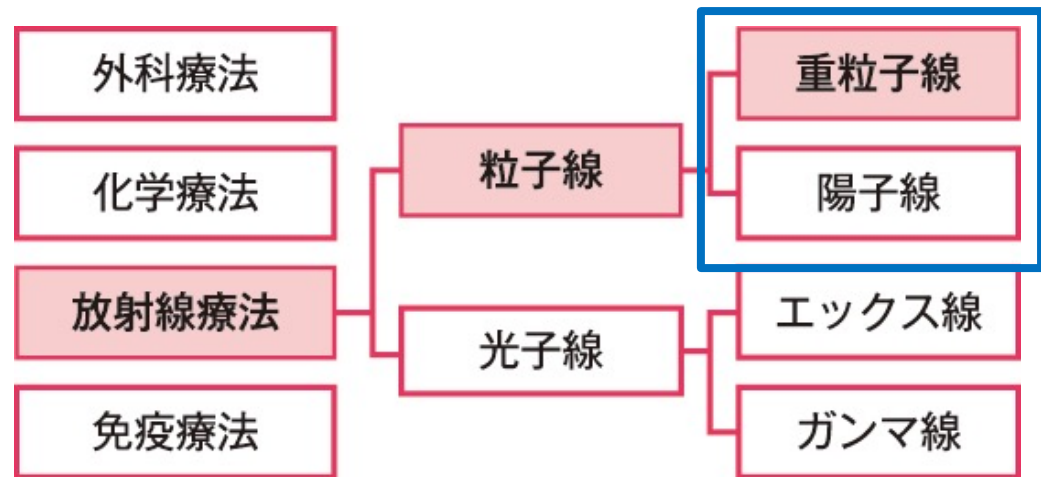 外科療法
化学療法
放射線療法
免疫療法
粒子線
光子線
重粒子線
陽子線
エックス線
ガンマ線